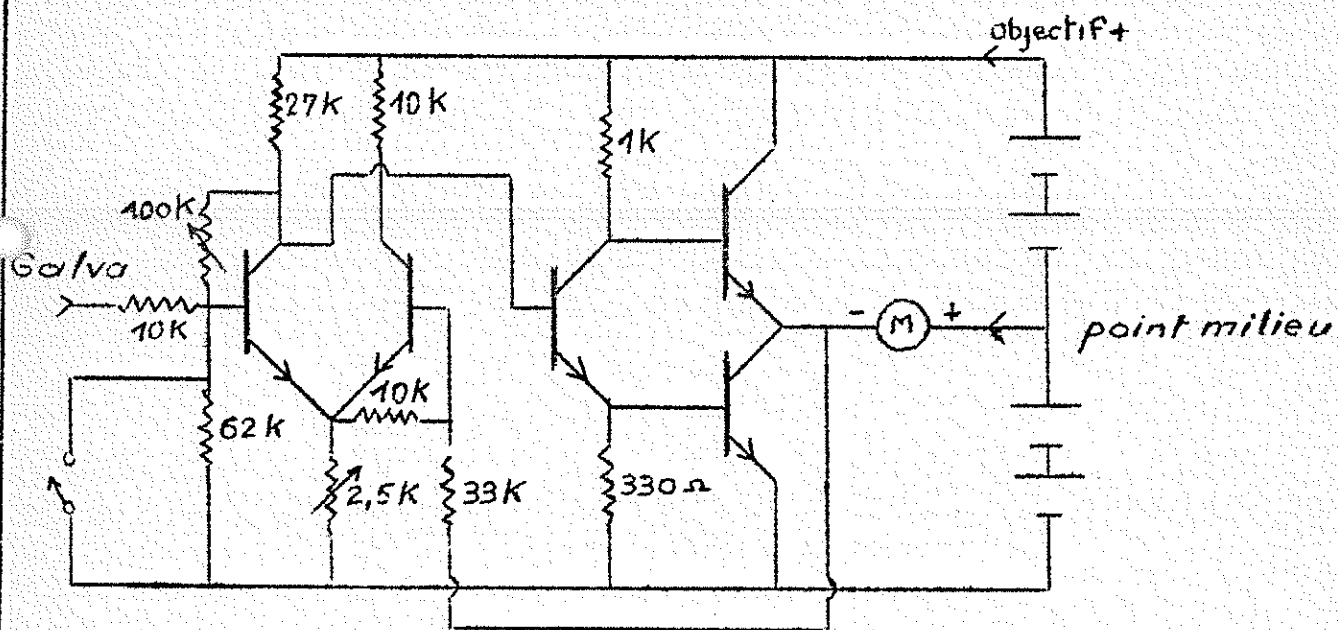 objectif +
27K
10K
1K
100K
Galva
10K
- M +
point milieu
10K
62K
2,5K
33K
330Ω